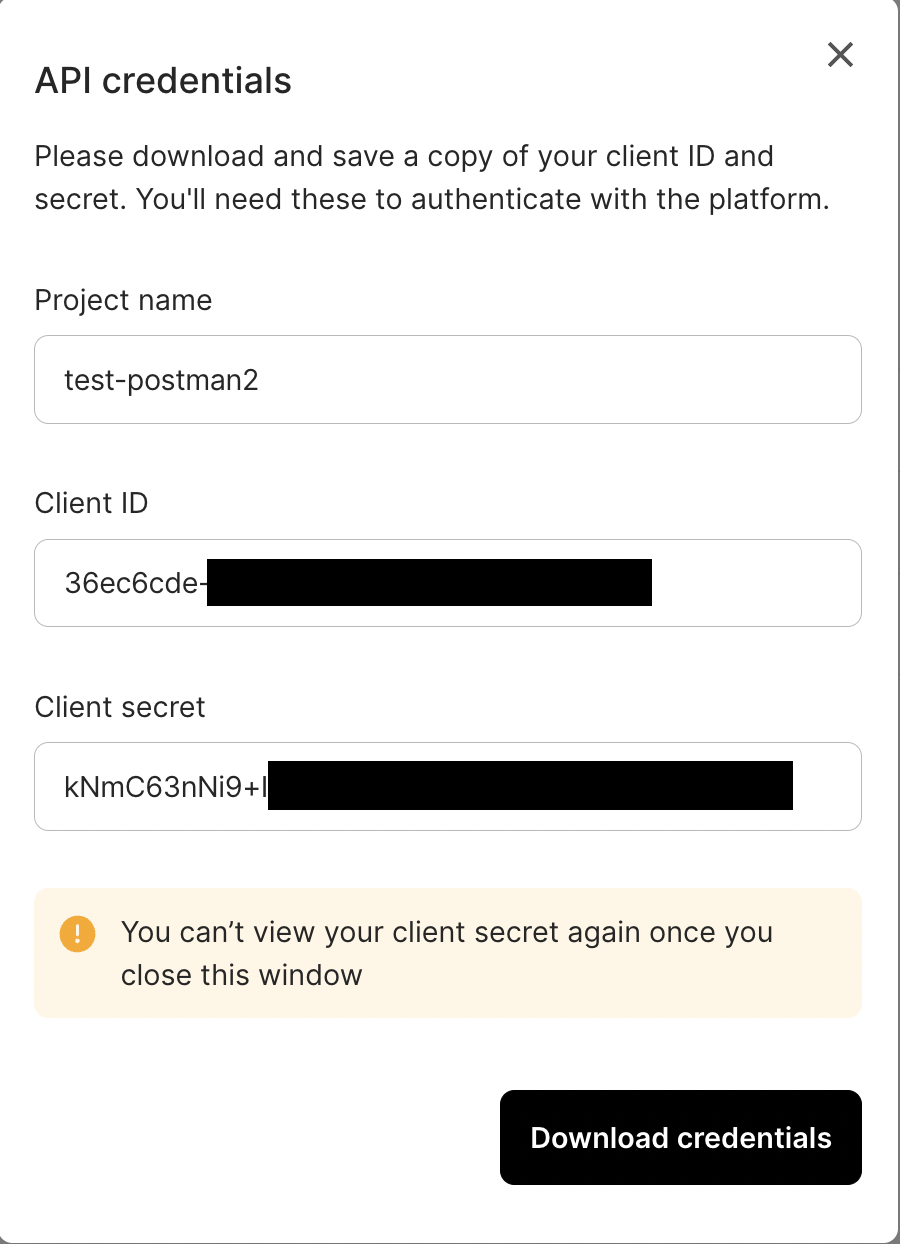 API credentials
Please download and save a copy of your client ID and
secret. You'll need these to authenticate with the platform.
Project name
test-postman2
Client ID
36ec6cde-
Client secret
kNmC63nNi9+I
You can’t view your client secret again once you
close this window
Download credentials